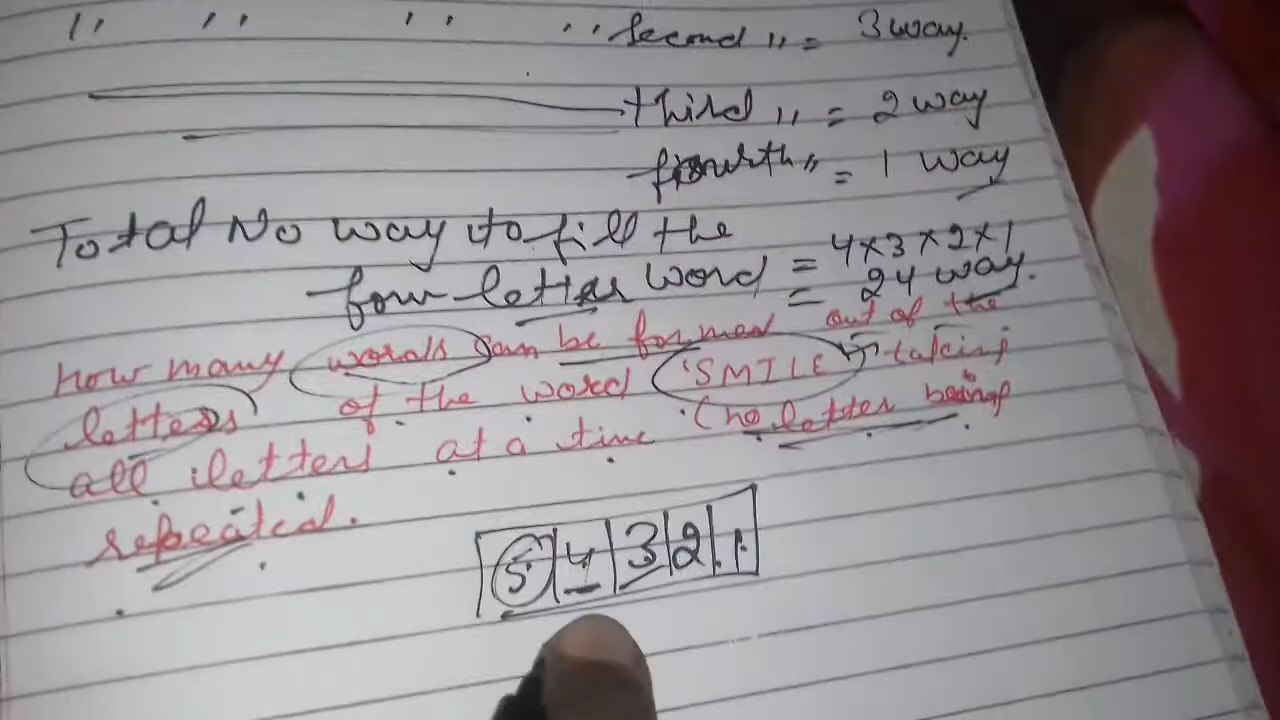 " " " " second " = 3 way.
third " = 2 way
fourth " = 1 way
Total No way to fill the
four letter word = 4×3×2×1
= 24 way.
How many words can be formed out of the
letters of the word 'SMILE' taking
all letters at a time (no letter being
repeated.
5 4 3 2 1